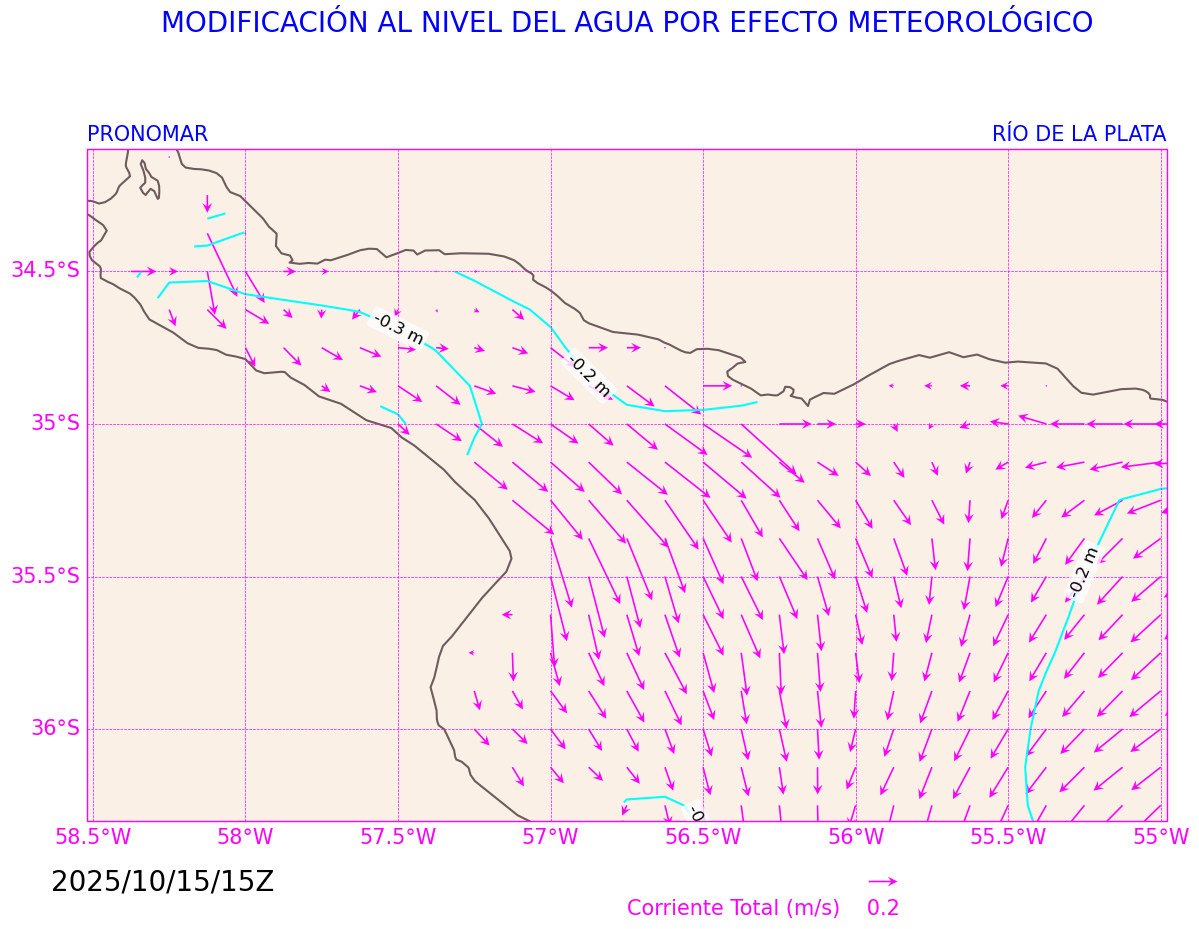 MODIFICACIÓN AL NIVEL DEL AGUA POR EFECTO METEOROLÓGICO
PRONOMAR
RÍO DE LA PLATA
34.5°S
35°S
35.5°S
36°S
-0.3 m
-0.2 m
-0.2 m
-0
58.5°W
58°W
57.5°W
57°W
56.5°W
56°W
55.5°W
55°W
2025/10/15/15Z
Corriente Total (m/s)
0.2